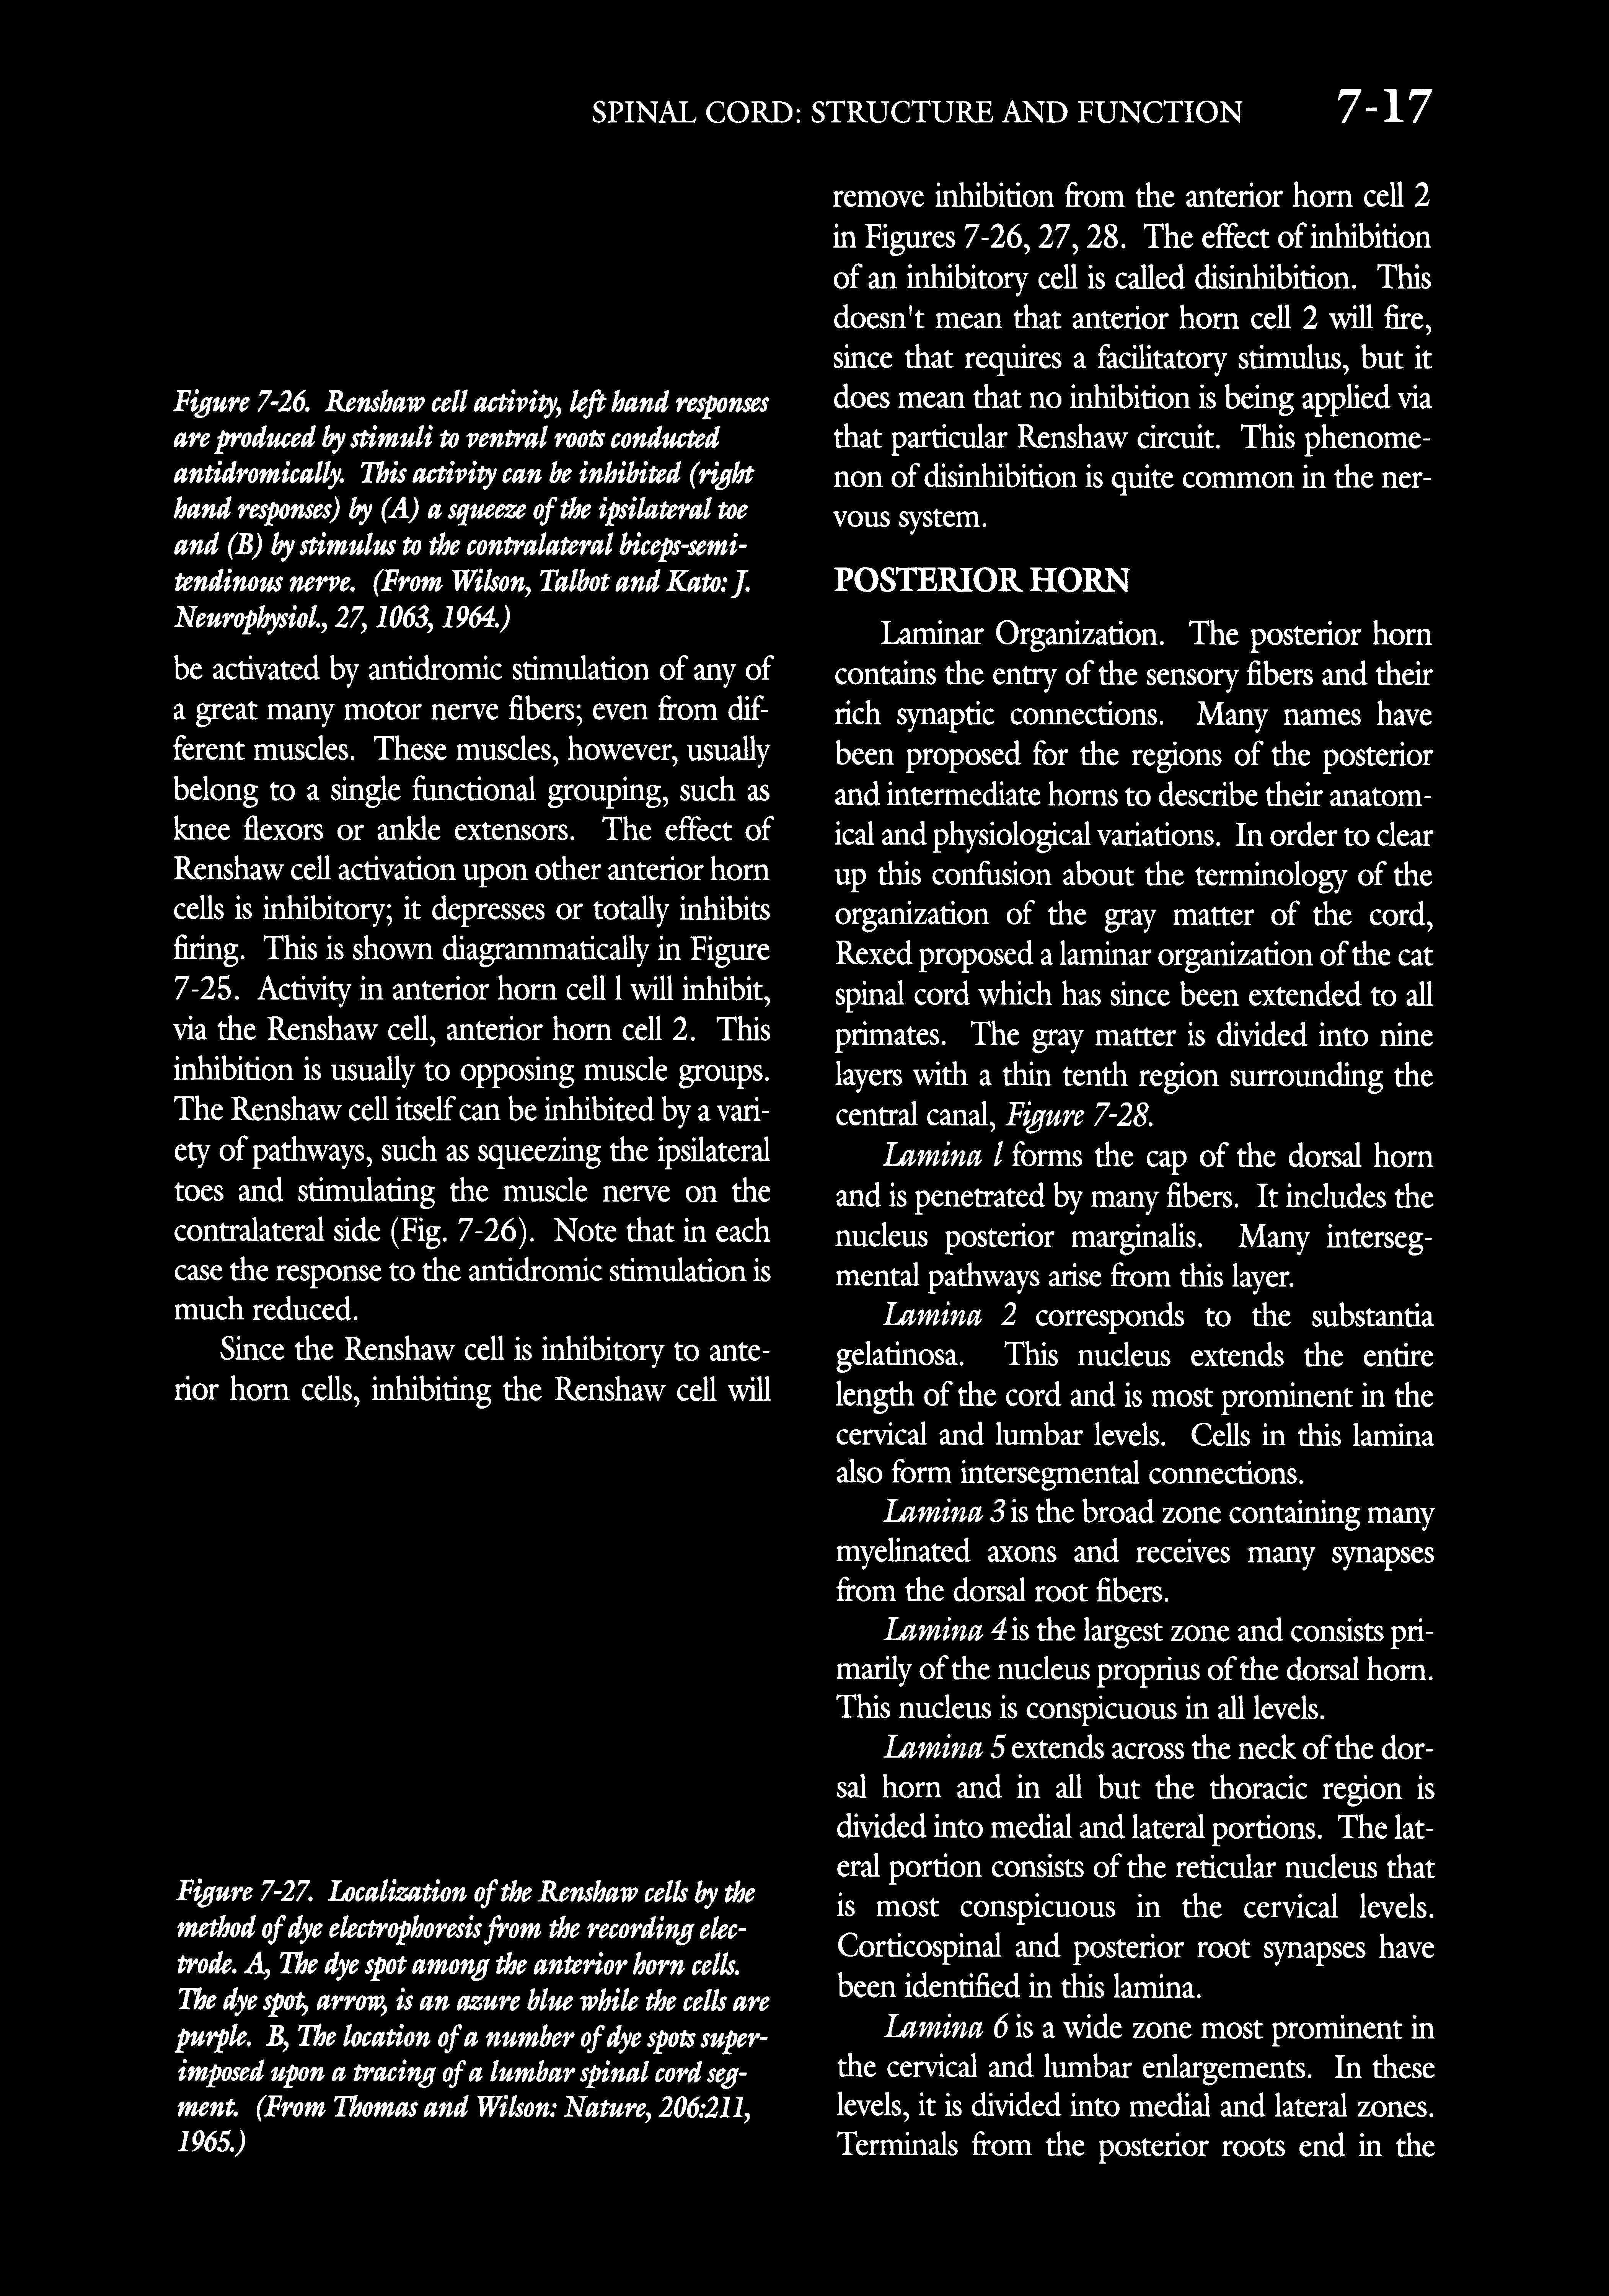 SPINAL CORD: STRUCTURE AND FUNCTION 7-17
Figure 7-26. Renshaw cell activity, left hand responses
are produced by stimuli to ventral roots conducted
antidromically. This activity can be inhibited (right
hand responses) by (A) a squeeze of the ipsilateral toe
and (B) by stimulus to the contralateral biceps-semi-
tendinous nerve. (From Wilson, Talbot and Kato: J.
Neurophysiol., 27, 1063, 1964.)
be activated by antidromic stimulation of any of
a great many motor nerve fibers; even from dif-
ferent muscles. These muscles, however, usually
belong to a single functional grouping, such as
knee flexors or ankle extensors. The effect of
Renshaw cell activation upon other anterior horn
cells is inhibitory; it depresses or totally inhibits
firing. This is shown diagrammatically in Figure
7-25. Activity in anterior horn cell 1 will inhibit,
via the Renshaw cell, anterior horn cell 2. This
inhibition is usually to opposing muscle groups.
The Renshaw cell itself can be inhibited by a vari-
ety of pathways, such as squeezing the ipsilateral
toes and stimulating the muscle nerve on the
contralateral side (Fig. 7-26). Note that in each
case the response to the antidromic stimulation is
much reduced.
Since the Renshaw cell is inhibitory to ante-
rior horn cells, inhibiting the Renshaw cell will
Figure 7-27. Localization of the Renshaw cells by the
method of dye electrophoresis from the recording elec-
trode. A, The dye spot among the anterior horn cells.
The dye spot, arrow, is an azure blue while the cells are
purple. B, The location of a number of dye spots super-
imposed upon a tracing of a lumbar spinal cord seg-
ment. (From Thomas and Wilson: Nature, 206:211,
1965.)
remove inhibition from the anterior horn cell 2
in Figures 7-26, 27, 28. The effect of inhibition
of an inhibitory cell is called disinhibition. This
doesn't mean that anterior horn cell 2 will fire,
since that requires a facilitatory stimulus, but it
does mean that no inhibition is being applied via
that particular Renshaw circuit. This phenome-
non of disinhibition is quite common in the ner-
vous system.
POSTERIOR HORN
Laminar Organization. The posterior horn
contains the entry of the sensory fibers and their
rich synaptic connections. Many names have
been proposed for the regions of the posterior
and intermediate horns to describe their anatom-
ical and physiological variations. In order to clear
up this confusion about the terminology of the
organization of the gray matter of the cord,
Rexed proposed a laminar organization of the cat
spinal cord which has since been extended to all
primates. The gray matter is divided into nine
layers with a thin tenth region surrounding the
central canal, Figure 7-28.
Lamina l forms the cap of the dorsal horn
and is penetrated by many fibers. It includes the
nucleus posterior marginalis. Many interseg-
mental pathways arise from this layer.
Lamina 2 corresponds to the substantia
gelatinosa. This nucleus extends the entire
length of the cord and is most prominent in the
cervical and lumbar levels. Cells in this lamina
also form intersegmental connections.
Lamina 3 is the broad zone containing many
myelinated axons and receives many synapses
from the dorsal root fibers.
Lamina 4 is the largest zone and consists pri-
marily of the nucleus proprius of the dorsal horn.
This nucleus is conspicuous in all levels.
Lamina 5 extends across the neck of the dor-
sal horn and in all but the thoracic region is
divided into medial and lateral portions. The lat-
eral portion consists of the reticular nucleus that
is most conspicuous in the cervical levels.
Corticospinal and posterior root synapses have
been identified in this lamina.
Lamina 6 is a wide zone most prominent in
the cervical and lumbar enlargements. In these
levels, it is divided into medial and lateral zones.
Terminals from the posterior roots end in the